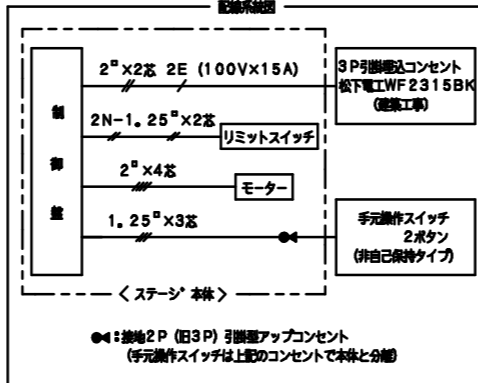 配線系統図
2□×2芯 2E (100V×15A)
3P引掛埋込コンセント
松下電工WF2315BK
(建築工事)
制御盤
2N-1.25□×2芯
リミットスイッチ
2□×4芯
モーター
1.25□×3芯
手元操作スイッチ
2ボタン
(非自己保持タイプ)
〈ステージ本体〉
:接地2P (旧3P) 引掛型アップコンセント
(手元操作スイッチは上記のコンセントで本体と分離)